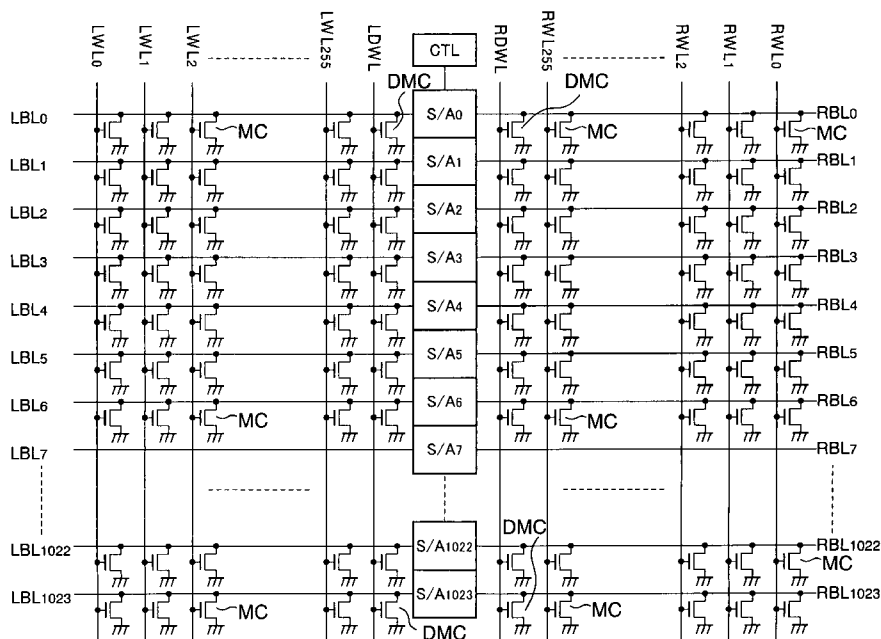 LWL0 LWL1 LWL2 LWL255 LDWL CTL RDWL RWL255 RWL2 RWL1 RWL0
DMC DMC
LBL0 S/A0 RBL0
MC MC MC
LBL1 S/A1 RBL1
LBL2 S/A2 RBL2
LBL3 S/A3 RBL3
LBL4 S/A4 RBL4
LBL5 S/A5 RBL5
LBL6 S/A6 RBL6
MC MC
LBL7 S/A7 RBL7
DMC
LBL1022 S/A1022 RBL1022
MC
LBL1023 S/A1023 RBL1023
MC MC
DMC